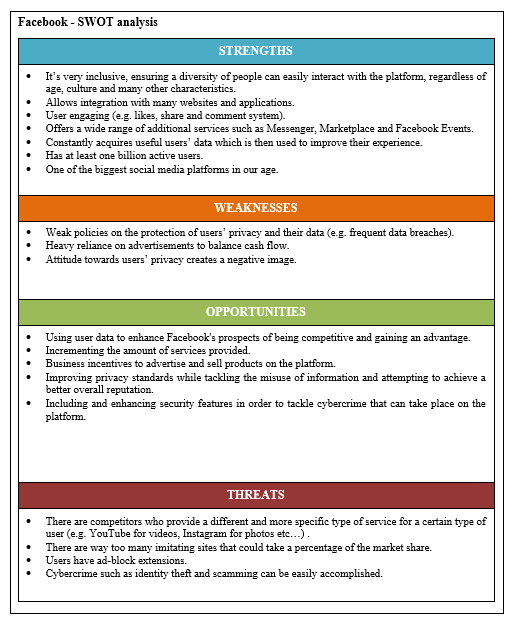 Facebook - SWOT analysis
STRENGTHS
• It's very inclusive, ensuring a diversity of people can easily interact with the platform, regardless of
age, culture and many other characteristics.
• Allows integration with many websites and applications.
• User engaging (e.g. likes, share and comment system).
• Offers a wide range of additional services such as Messenger, Marketplace and Facebook Events.
• Constantly acquires useful users' data which is then used to improve their experience.
• Has at least one billion active users.
• One of the biggest social media platforms in our age.
WEAKNESSES
• Weak policies on the protection of users' privacy and their data (e.g. frequent data breaches).
• Heavy reliance on advertisements to balance cash flow.
• Attitude towards users' privacy creates a negative image.
OPPORTUNITIES
• Using user data to enhance Facebook's prospects of being competitive and gaining an advantage.
• Incrementing the amount of services provided.
• Business incentives to advertise and sell products on the platform.
• Improving privacy standards while tackling the misuse of information and attempting to achieve a
better overall reputation.
• Including and enhancing security features in order to tackle cybercrime that can take place on the
platform.
THREATS
• There are competitors who provide a different and more specific type of service for a certain type of
user (e.g. YouTube for videos, Instagram for photos etc…) .
• There are way too many imitating sites that could take a percentage of the market share.
• Users have ad-block extensions.
• Cybercrime such as identity theft and scamming can be easily accomplished.